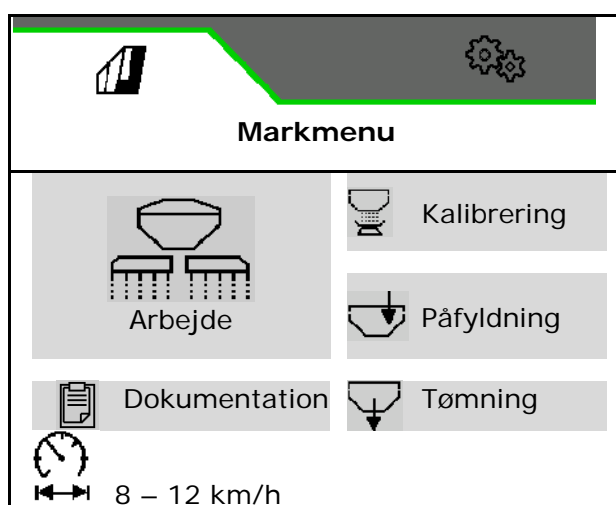 Markmenu
Kalibrering
Arbejde
Påfyldning
Dokumentation
Tømning
8 – 12 km/h